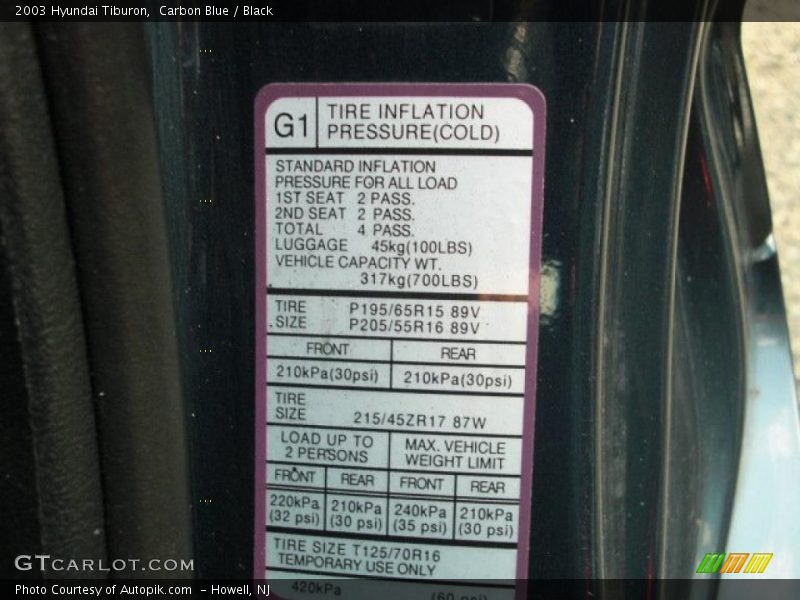 2003 Hyundai Tiburon,  Carbon Blue / Black
G1
TIRE INFLATION
PRESSURE(COLD)
STANDARD INFLATION
PRESSURE FOR ALL LOAD
1ST SEAT 2 PASS.
2ND SEAT 2 PASS.
TOTAL 4 PASS.
LUGGAGE 45kg(100LBS)
VEHICLE CAPACITY WT.
317kg(700LBS)
TIRE SIZE
P195/65R15 89V
P205/55R16 89V
FRONT REAR
210kPa(30psi) 210kPa(30psi)
TIRE
SIZE 215/45ZR17 87W
LOAD UP TO
2 PERSONS
MAX. VEHICLE
WEIGHT LIMIT
FRONT REAR FRONT REAR
220kPa 210kPa 240kPa 210kPa
(32 psi) (30 psi) (35 psi) (30 psi)
TIRE SIZE T125/70R16
TEMPORARY USE ONLY
420kPa (60 psi)
GTCARLOT.COM
Photo Courtesy of Autopik.com  - Howell, NJ